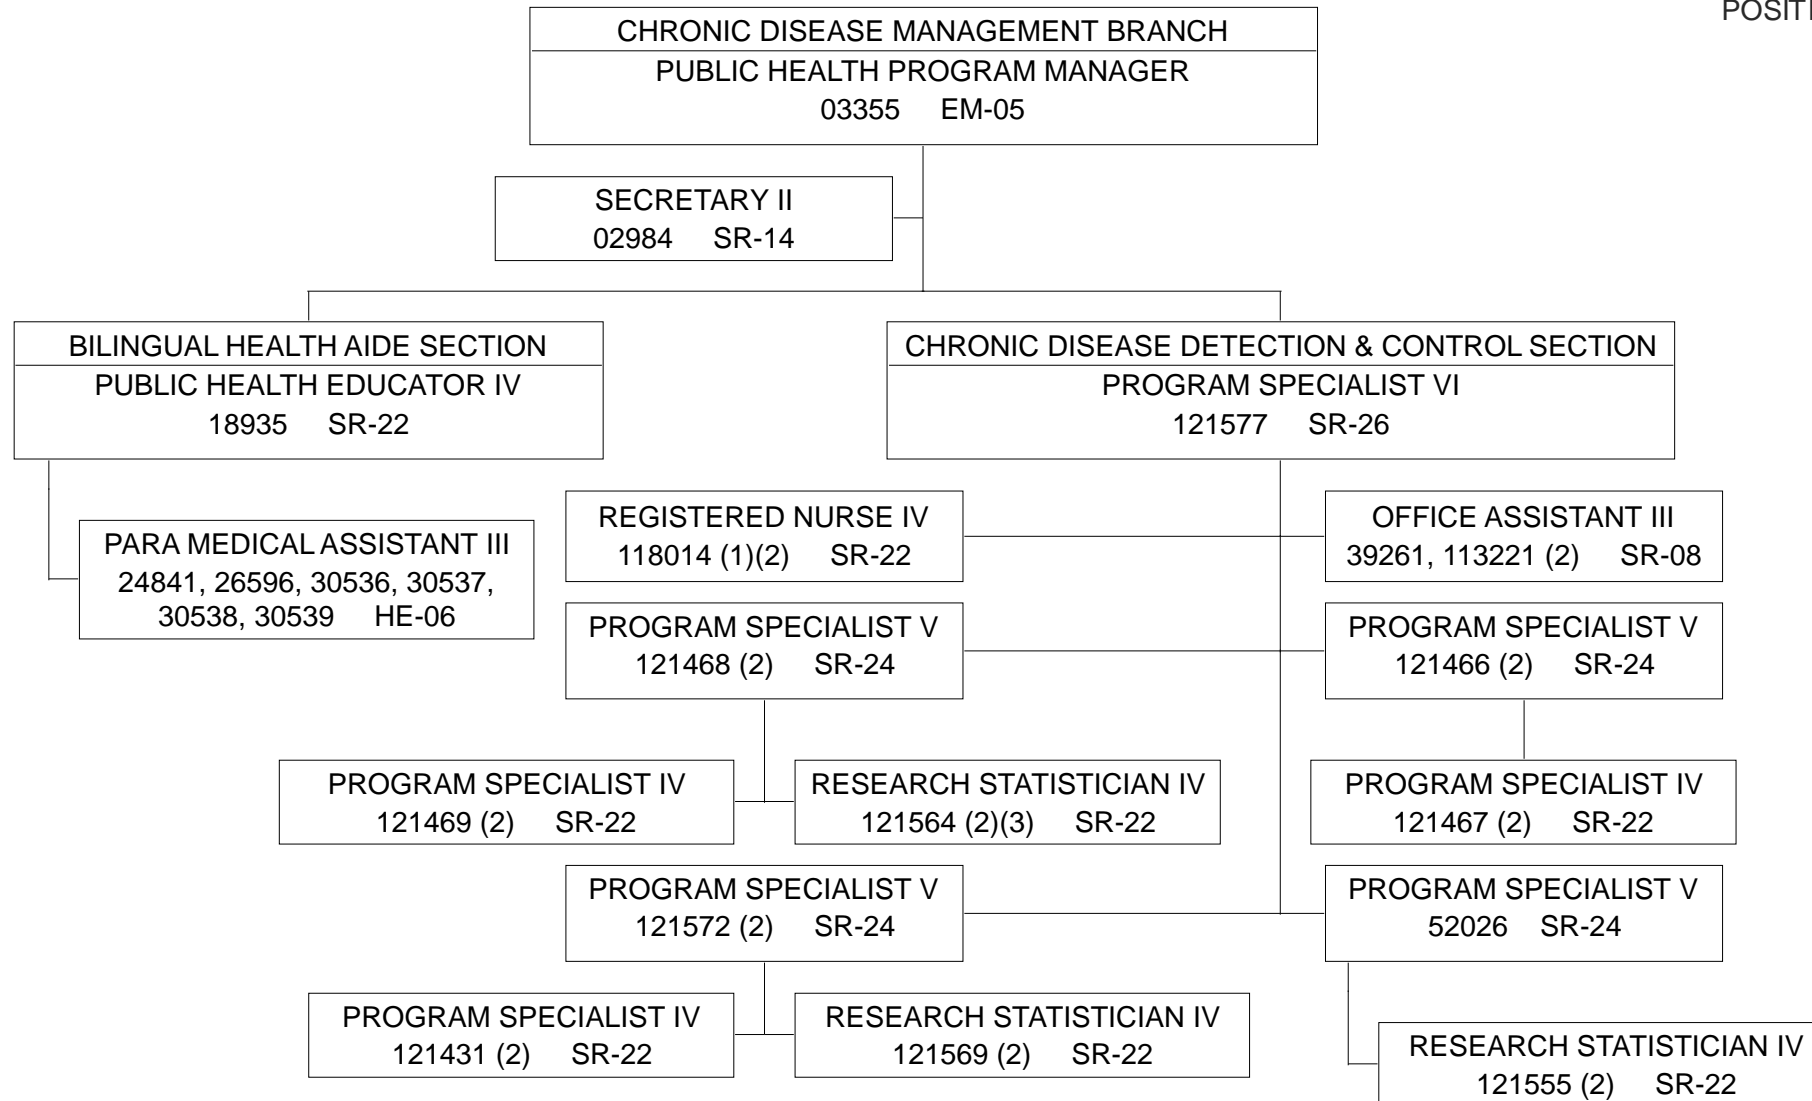 POSITI
CHRONIC DISEASE MANAGEMENT BRANCH
PUBLIC HEALTH PROGRAM MANAGER
03355 EM-05
SECRETARY II
02984 SR-14
BILINGUAL HEALTH AIDE SECTION
PUBLIC HEALTH EDUCATOR IV
18935 SR-22
CHRONIC DISEASE DETECTION & CONTROL SECTION
PROGRAM SPECIALIST VI
121577 SR-26
PARA MEDICAL ASSISTANT III
24841, 26596, 30536, 30537,
30538, 30539 HE-06
REGISTERED NURSE IV
118014 (1)(2) SR-22
OFFICE ASSISTANT III
39261, 113221 (2) SR-08
PROGRAM SPECIALIST V
121468 (2) SR-24
PROGRAM SPECIALIST V
121466 (2) SR-24
PROGRAM SPECIALIST IV
121469 (2) SR-22
RESEARCH STATISTICIAN IV
121564 (2)(3) SR-22
PROGRAM SPECIALIST IV
121467 (2) SR-22
PROGRAM SPECIALIST V
121572 (2) SR-24
PROGRAM SPECIALIST V
52026 SR-24
PROGRAM SPECIALIST IV
121431 (2) SR-22
RESEARCH STATISTICIAN IV
121569 (2) SR-22
RESEARCH STATISTICIAN IV
121555 (2) SR-22